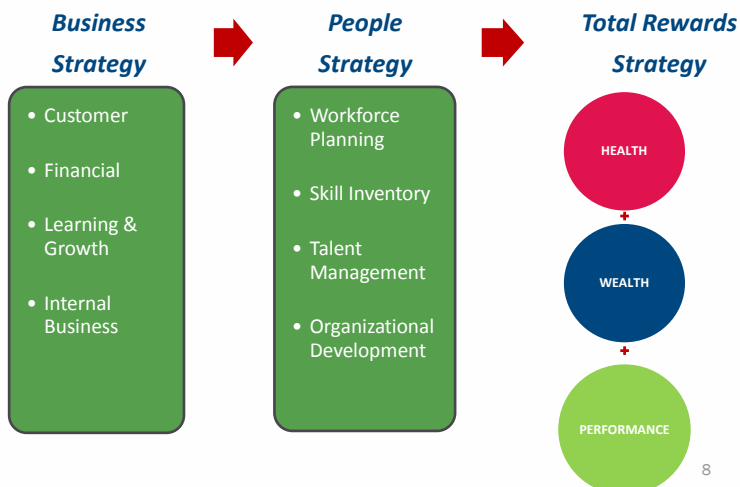 Business
Strategy
• Customer
• Financial
• Learning &
Growth
• Internal
Business
People
Strategy
• Workforce
Planning
• Skill Inventory
• Talent
Management
• Organizational
Development
Total Rewards
Strategy
HEALTH
+
WEALTH
+
PERFORMANCE
8